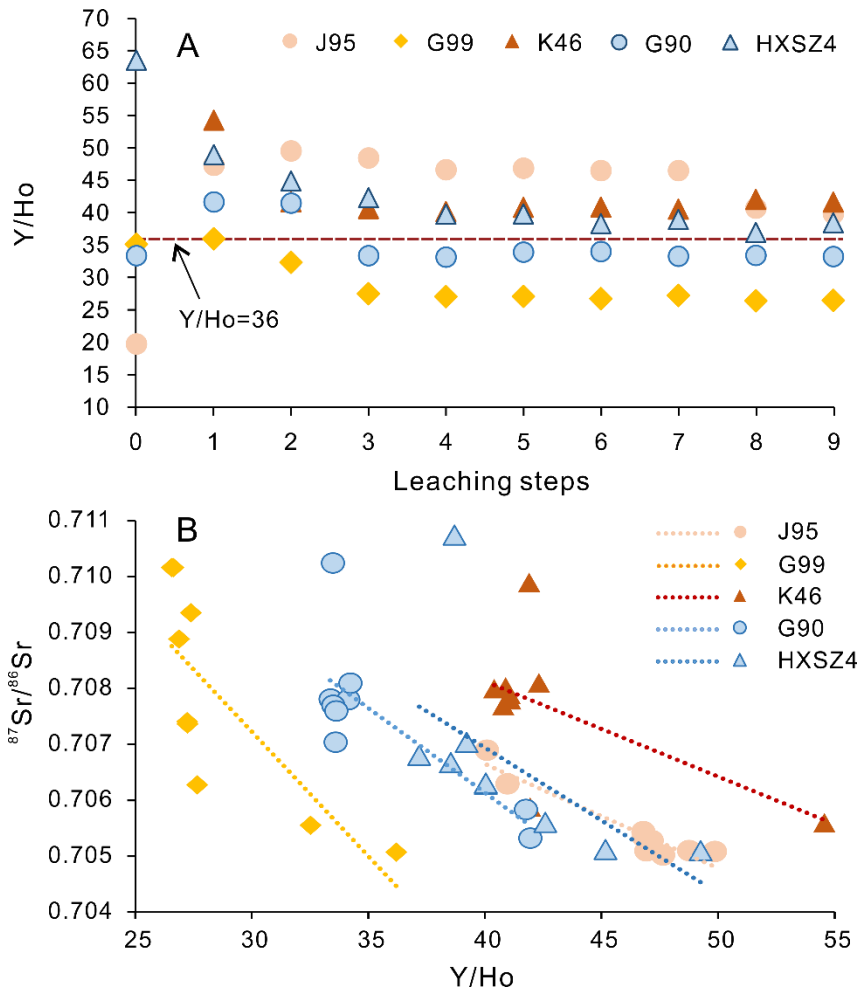 A
J95
G99
K46
G90
HXSZ4
70
65
60
55
50
45
40
35
30
25
20
15
10
Y/Ho
Y/Ho=36
0 1 2 3 4 5 6 7 8 9
Leaching steps
B
J95
G99
K46
G90
HXSZ4
0.711
0.710
0.709
0.708
0.707
0.706
0.705
0.704
⁸⁷Sr/⁸⁶Sr
25 30 35 40 45 50 55
Y/Ho